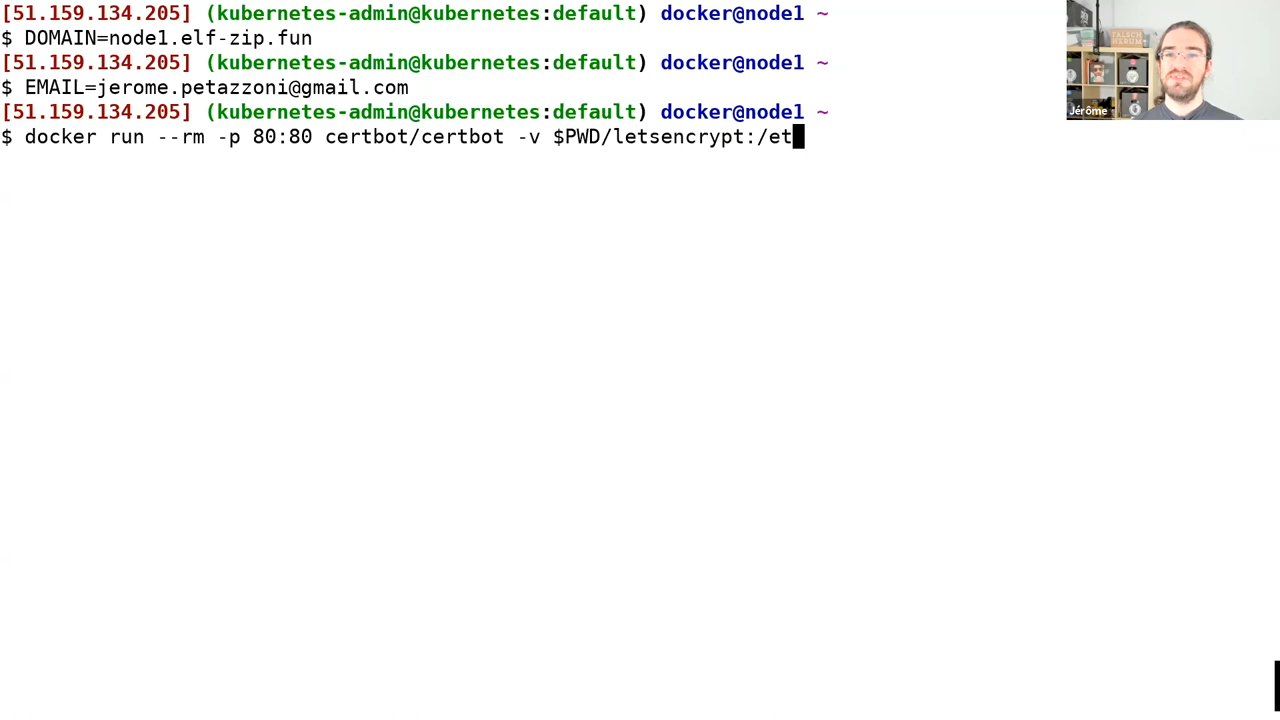 [51.159.134.205] (kubernetes-admin@kubernetes:default) docker@node1 ~
$ DOMAIN=node1.elf-zip.fun
[51.159.134.205] (kubernetes-admin@kubernetes:default) docker@node1 ~
$ EMAIL=jerome.petazzoni@gmail.com
[51.159.134.205] (kubernetes-admin@kubernetes:default) docker@node1 ~
$ docker run --rm -p 80:80 certbot/certbot -v $PWD/letsencrypt:/et
FALSCH
HERUM
Jérôme